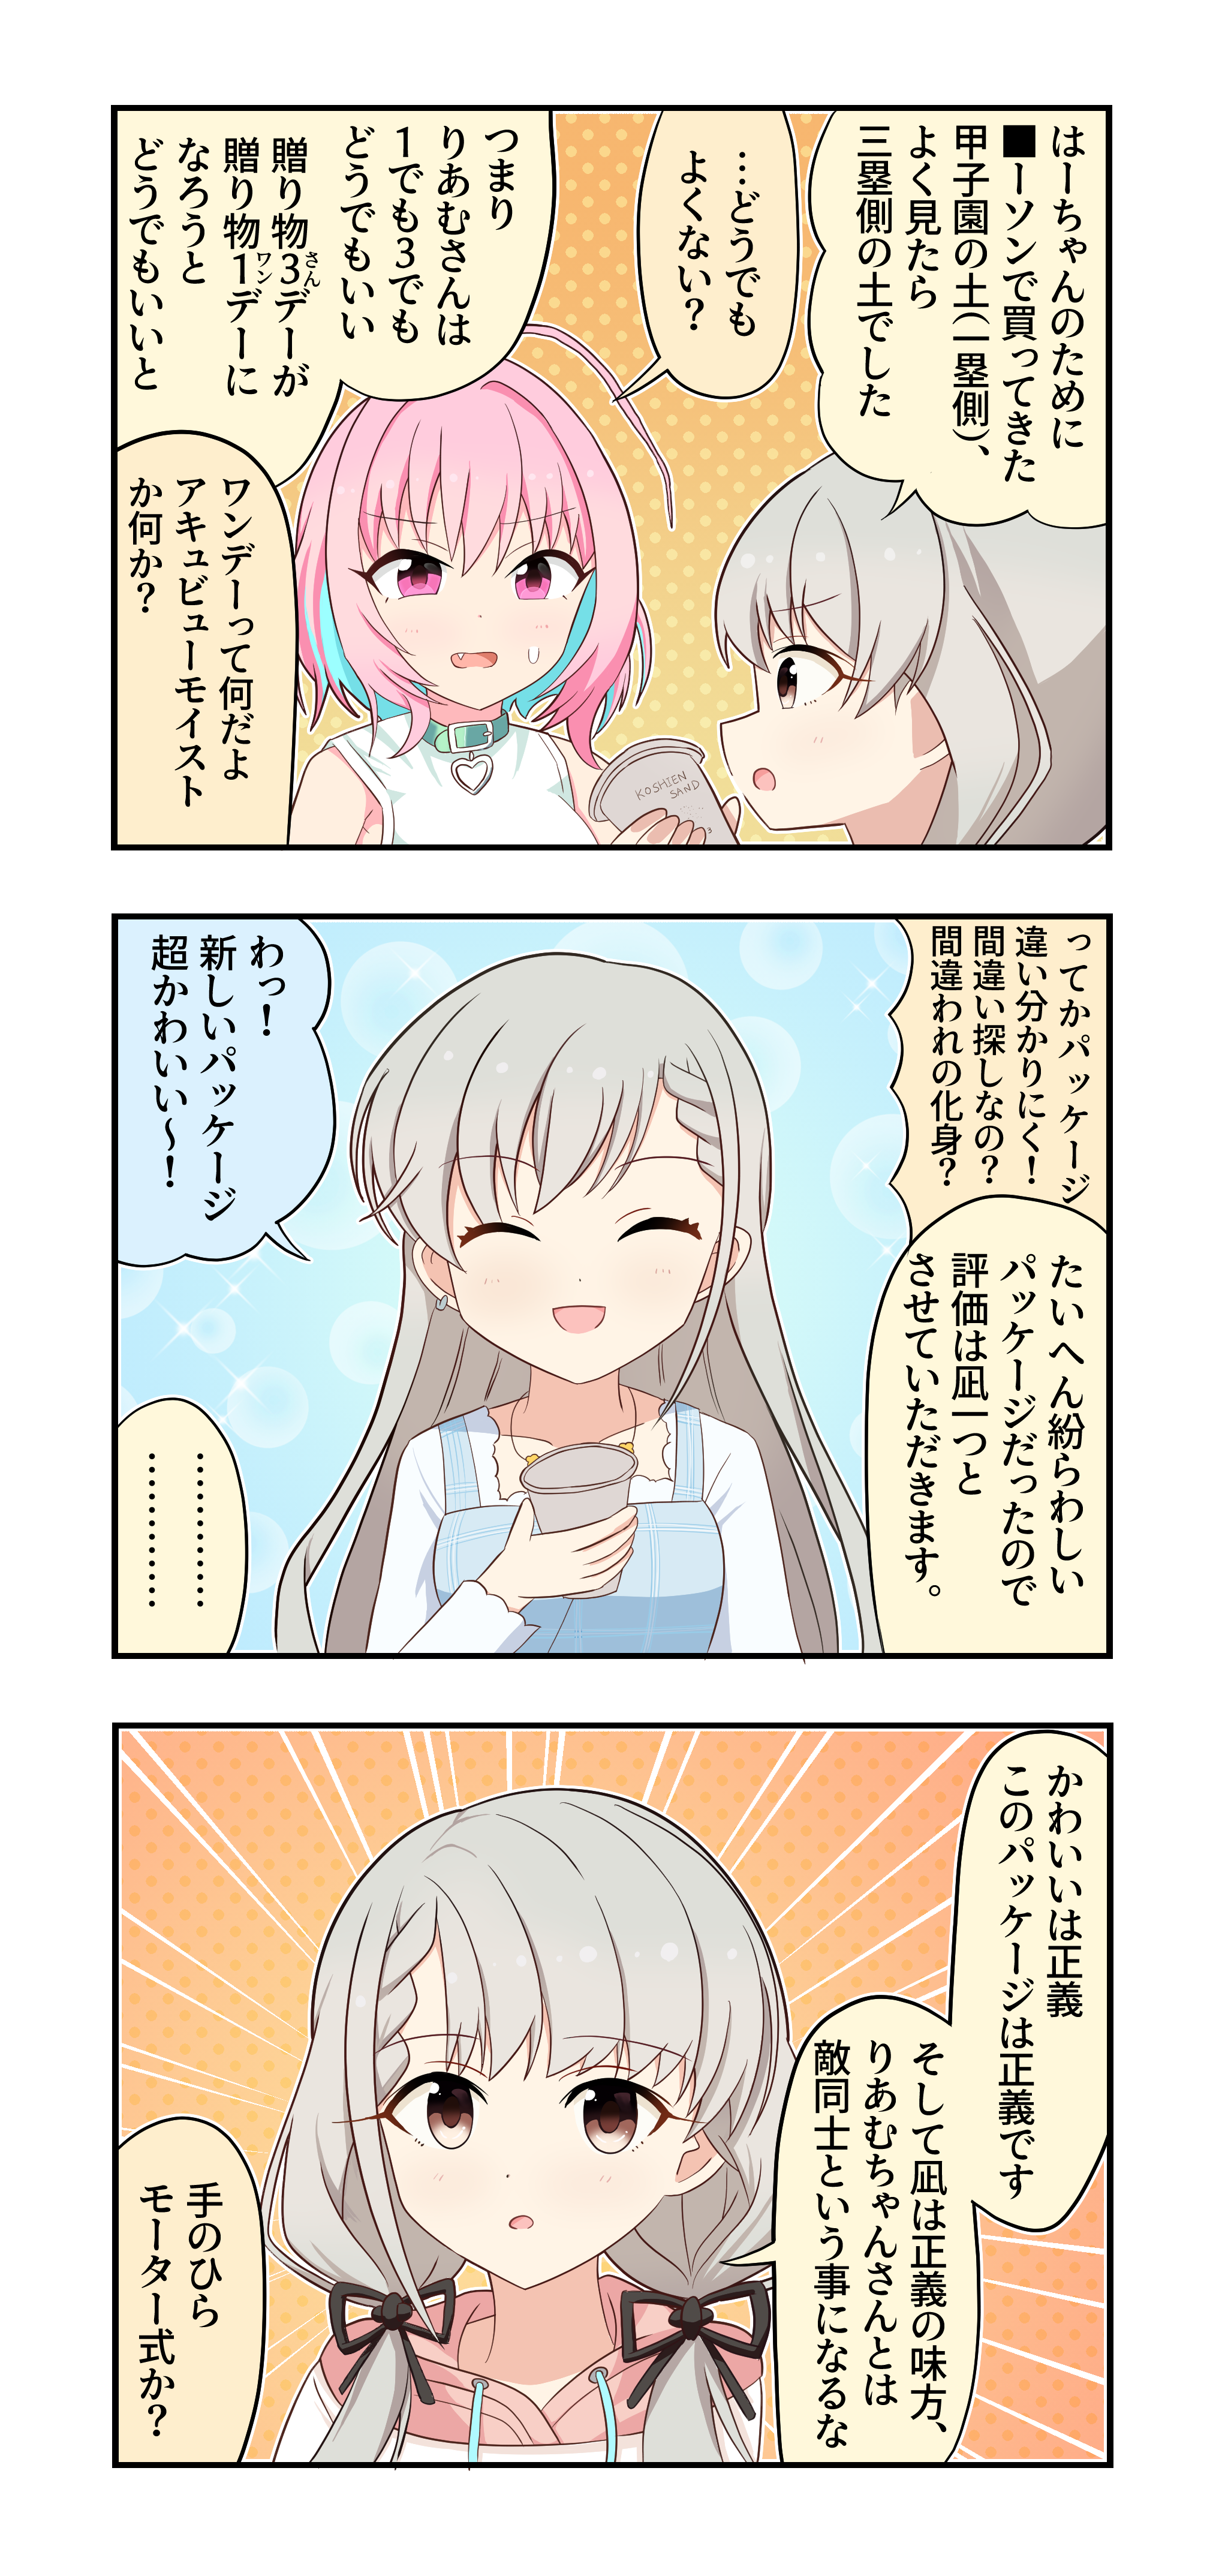 はーちゃんのために
■ーソンで買ってきた
甲子園の土(一塁側)、
よく見たら
三塁側の土でした
…どうでも
よくない?
つまり
りあむさんは
1でも3でも
どうでもいい
贈り物3デーが
さん
贈り物1デーに
ワン
なろうと
どうでもいいと
ワンデーって何だよ
アキュビューモイスト
か何か?
KOSHIEN
SAND
3
ってかパッケージ
違い分かりにく!
間違い探しなの?
間違われの化身?
たいへん紛らわしい
パッケージだったので
評価は凪一つと
させていただきます。
わっ!
新しいパッケージ
超かわいい〜!
…………
…………
かわいいは正義
このパッケージは正義です
そして凪は正義の味方、
りあむちゃんさんとは
敵同士という事になるな
手のひら
モーター式か?